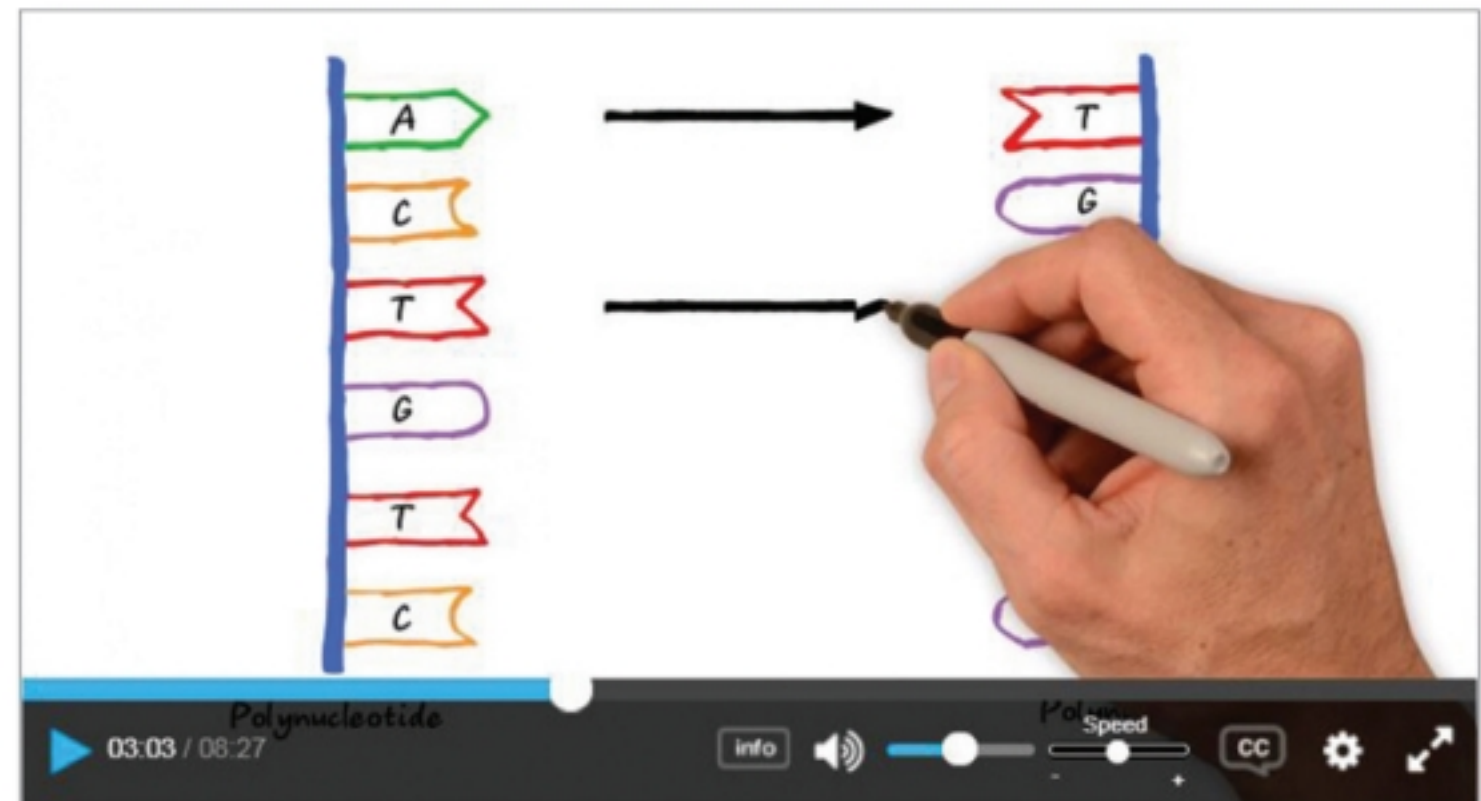 A T
C G
T
G
T
C
Polynucleotide
03:03 / 08:27 info Speed CC
- +